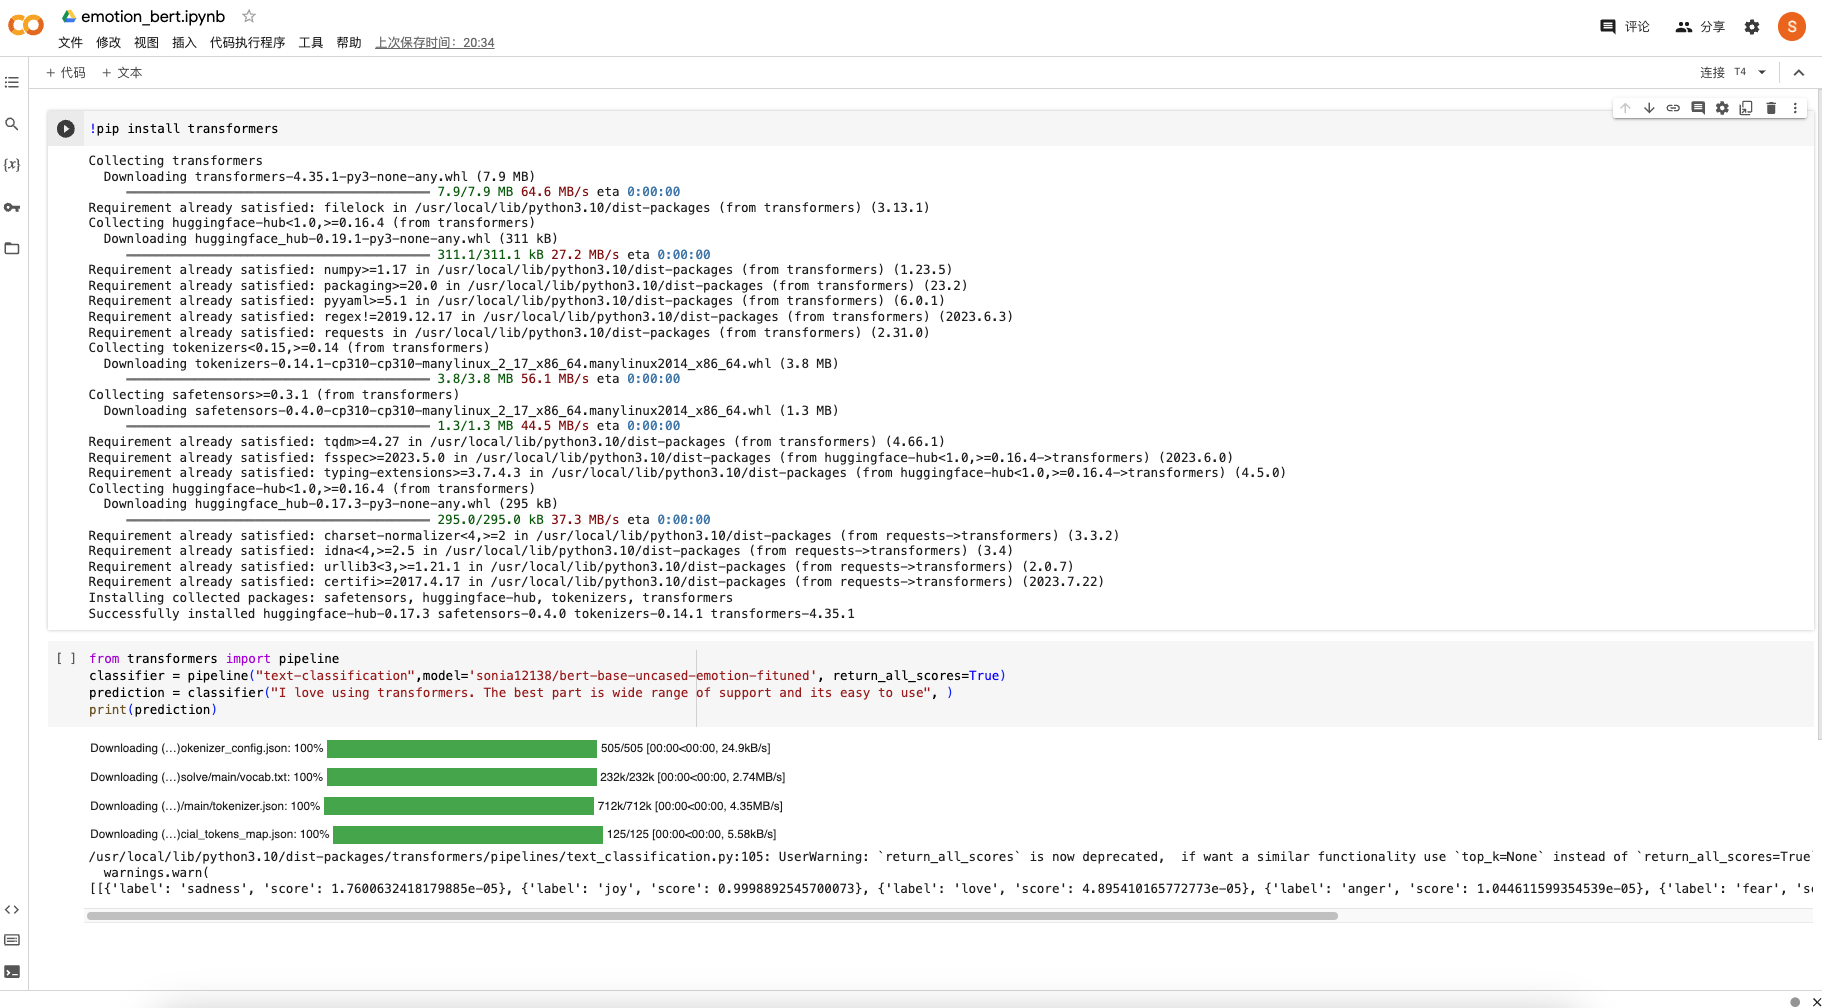 emotion_bert.ipynb
评论
分享
S
文件 修改 视图 插入 代码执行程序 工具 帮助 上次保存时间：20:34
+ 代码 + 文本
连接 T4
{x}
!pip install transformers
Collecting transformers
Downloading transformers-4.35.1-py3-none-any.whl (7.9 MB)
7.9/7.9 MB 64.6 MB/s eta 0:00:00
Requirement already satisfied: filelock in /usr/local/lib/python3.10/dist-packages (from transformers) (3.13.1)
Collecting huggingface-hub<1.0,>=0.16.4 (from transformers)
Downloading huggingface_hub-0.19.1-py3-none-any.whl (311 kB)
311.1/311.1 kB 27.2 MB/s eta 0:00:00
Requirement already satisfied: numpy>=1.17 in /usr/local/lib/python3.10/dist-packages (from transformers) (1.23.5)
Requirement already satisfied: packaging>=20.0 in /usr/local/lib/python3.10/dist-packages (from transformers) (23.2)
Requirement already satisfied: pyyaml>=5.1 in /usr/local/lib/python3.10/dist-packages (from transformers) (6.0.1)
Requirement already satisfied: regex!=2019.12.17 in /usr/local/lib/python3.10/dist-packages (from transformers) (2023.6.3)
Requirement already satisfied: requests in /usr/local/lib/python3.10/dist-packages (from transformers) (2.31.0)
Collecting tokenizers<0.15,>=0.14 (from transformers)
Downloading tokenizers-0.14.1-cp310-cp310-manylinux_2_17_x86_64.manylinux2014_x86_64.whl (3.8 MB)
3.8/3.8 MB 56.1 MB/s eta 0:00:00
Collecting safetensors>=0.3.1 (from transformers)
Downloading safetensors-0.4.0-cp310-cp310-manylinux_2_17_x86_64.manylinux2014_x86_64.whl (1.3 MB)
1.3/1.3 MB 44.5 MB/s eta 0:00:00
Requirement already satisfied: tqdm>=4.27 in /usr/local/lib/python3.10/dist-packages (from transformers) (4.66.1)
Requirement already satisfied: fsspec>=2023.5.0 in /usr/local/lib/python3.10/dist-packages (from huggingface-hub<1.0,>=0.16.4->transformers) (2023.6.0)
Requirement already satisfied: typing-extensions>=3.7.4.3 in /usr/local/lib/python3.10/dist-packages (from huggingface-hub<1.0,>=0.16.4->transformers) (4.5.0)
Collecting huggingface-hub<1.0,>=0.16.4 (from transformers)
Downloading huggingface_hub-0.17.3-py3-none-any.whl (295 kB)
295.0/295.0 kB 37.3 MB/s eta 0:00:00
Requirement already satisfied: charset-normalizer<4,>=2 in /usr/local/lib/python3.10/dist-packages (from requests->transformers) (3.3.2)
Requirement already satisfied: idna<4,>=2.5 in /usr/local/lib/python3.10/dist-packages (from requests->transformers) (3.4)
Requirement already satisfied: urllib3<3,>=1.21.1 in /usr/local/lib/python3.10/dist-packages (from requests->transformers) (2.0.7)
Requirement already satisfied: certifi>=2017.4.17 in /usr/local/lib/python3.10/dist-packages (from requests->transformers) (2023.7.22)
Installing collected packages: safetensors, huggingface-hub, tokenizers, transformers
Successfully installed huggingface-hub-0.17.3 safetensors-0.4.0 tokenizers-0.14.1 transformers-4.35.1
[ ] from transformers import pipeline
classifier = pipeline("text-classification",model='sonia12138/bert-base-uncased-emotion-fituned', return_all_scores=True)
prediction = classifier("I love using transformers. The best part is wide range of support and its easy to use", )
print(prediction)
Downloading (…)okenizer_config.json: 100% 505/505 [00:00<00:00, 24.9kB/s]
Downloading (…)solve/main/vocab.txt: 100% 232k/232k [00:00<00:00, 2.74MB/s]
Downloading (…)/main/tokenizer.json: 100% 712k/712k [00:00<00:00, 4.35MB/s]
Downloading (…)cial_tokens_map.json: 100% 125/125 [00:00<00:00, 5.58kB/s]
/usr/local/lib/python3.10/dist-packages/transformers/pipelines/text_classification.py:105: UserWarning: `return_all_scores` is now deprecated,  if want a similar functionality use `top_k=None` instead of `return_all_scores=True`
warnings.warn(
[[{'label': 'sadness', 'score': 1.7600632418179885e-05}, {'label': 'joy', 'score': 0.9998892545700073}, {'label': 'love', 'score': 4.895410165772773e-05}, {'label': 'anger', 'score': 1.044611599354539e-05}, {'label': 'fear', 'sc